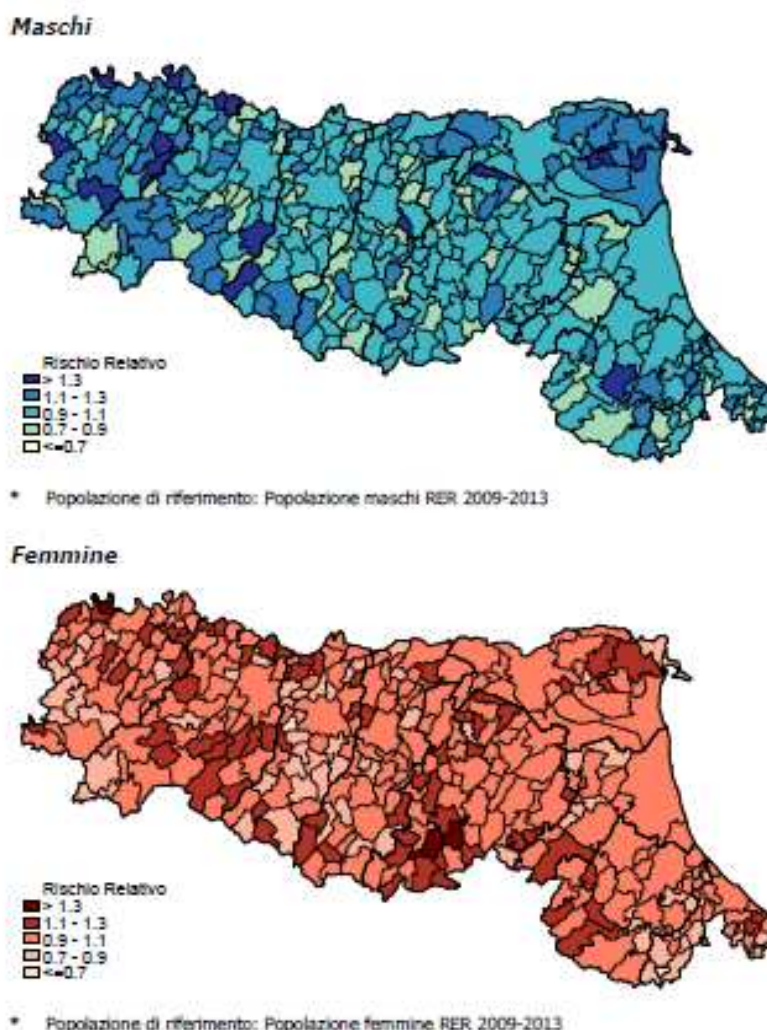 Maschi
Rischio Relativo
> 1.3
1.1 - 1.3
0.9 - 1.1
0.7 - 0.9
<=0.7
* Popolazione di riferimento: Popolazione maschi RER 2009-2013
Femmine
Rischio Relativo
> 1.3
1.1 - 1.3
0.9 - 1.1
0.7 - 0.9
<=0.7
* Popolazione di riferimento: Popolazione femmine RER 2009-2013